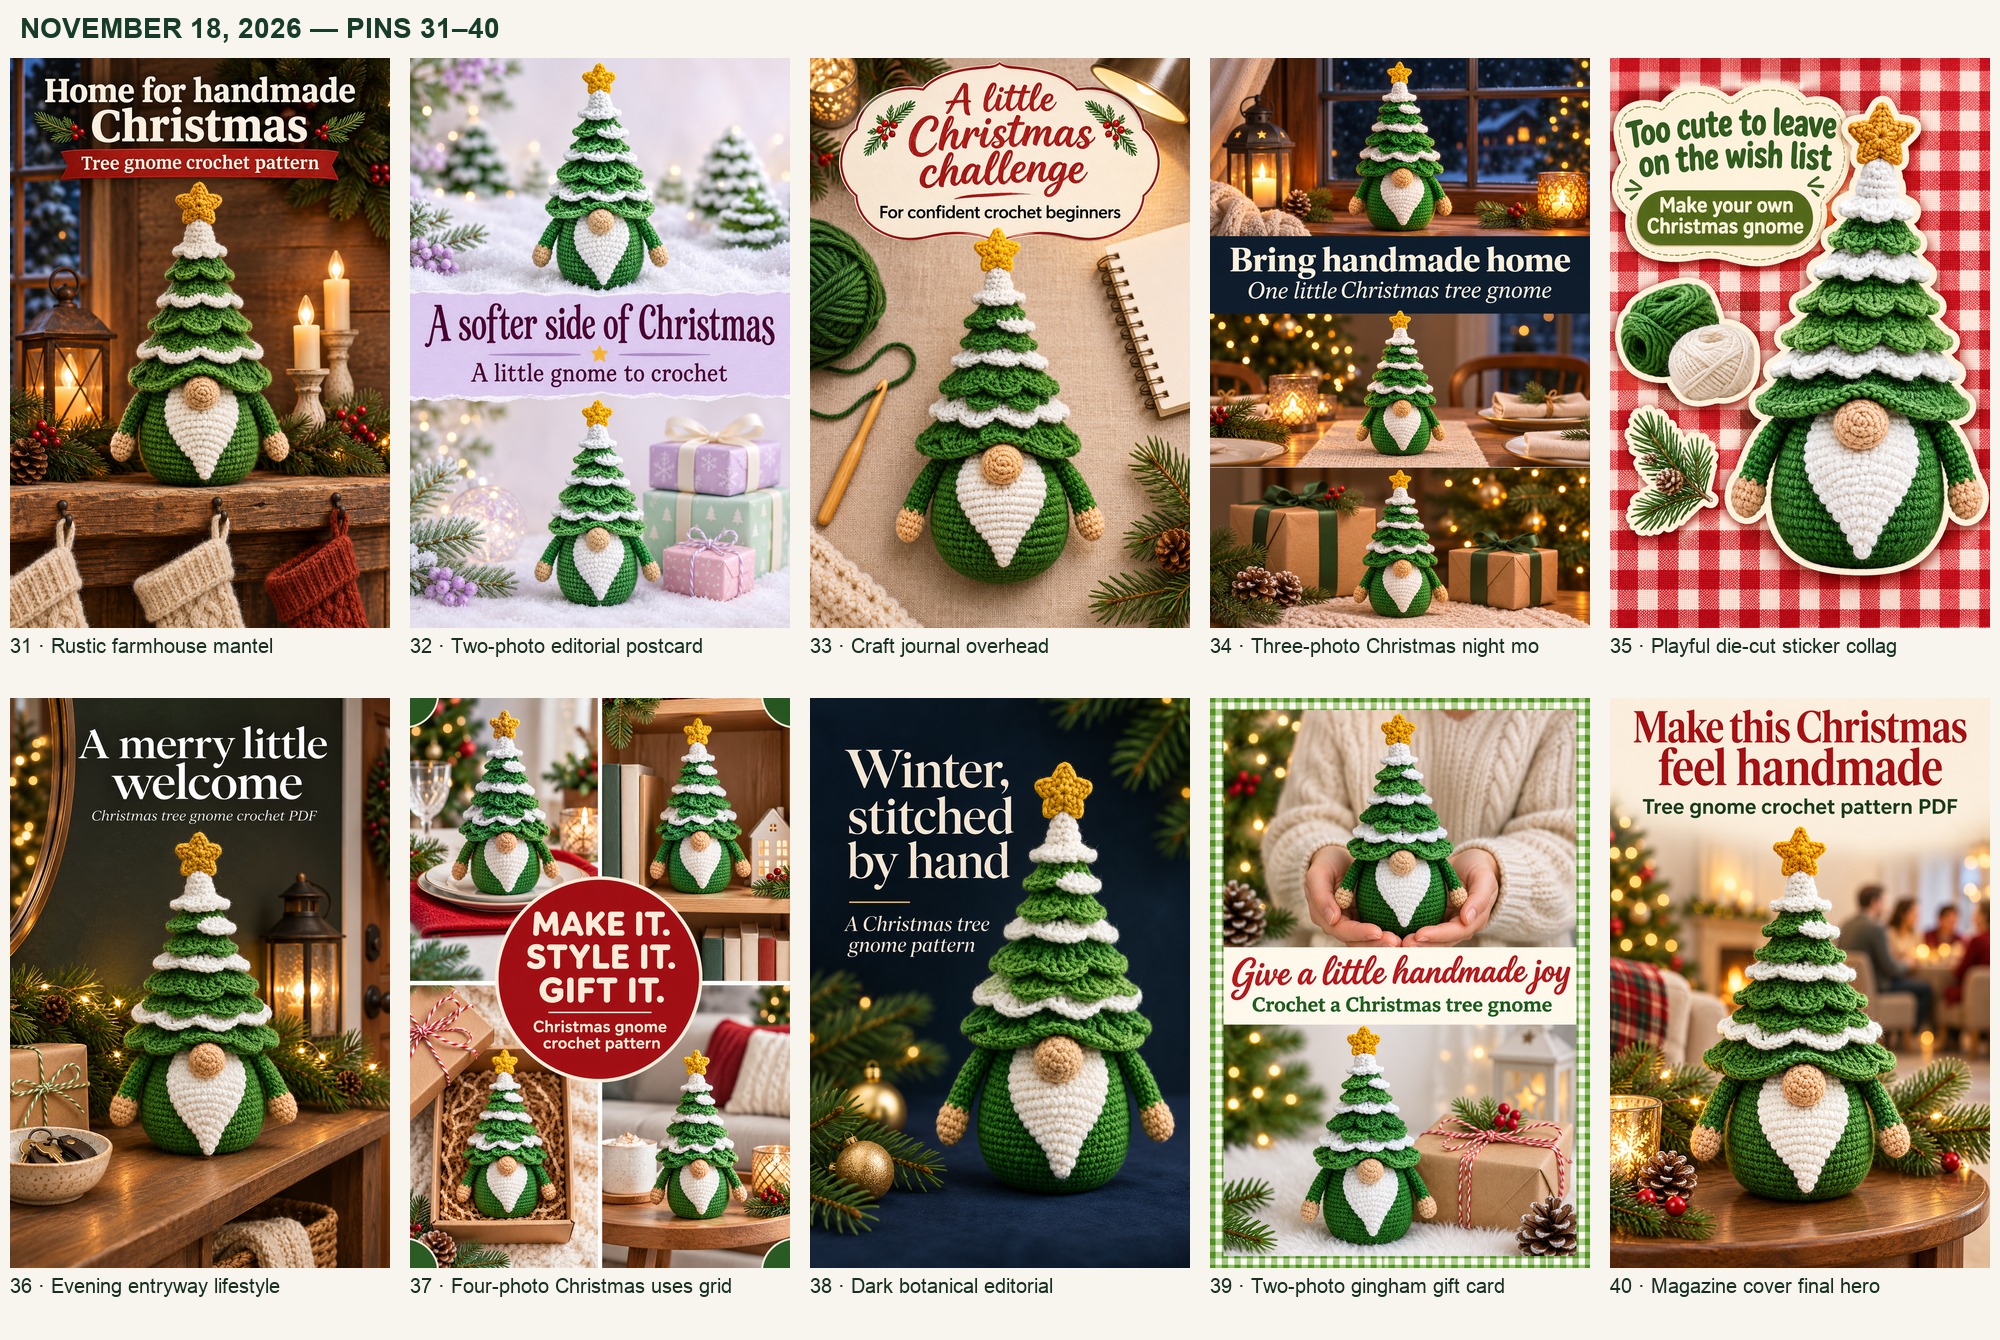 NOVEMBER 18, 2026 — PINS 31–40
Home for handmade
Christmas
Tree gnome crochet pattern
31 · Rustic farmhouse mantel
A softer side of Christmas
A little gnome to crochet
32 · Two-photo editorial postcard
A little
Christmas
challenge
For confident crochet beginners
33 · Craft journal overhead
Bring handmade home
One little Christmas tree gnome
34 · Three-photo Christmas night mo
Too cute to leave
on the wish list
Make your own
Christmas gnome
35 · Playful die-cut sticker collag
A merry little
welcome
Christmas tree gnome crochet PDF
36 · Evening entryway lifestyle
MAKE IT.
STYLE IT.
GIFT IT.
Christmas gnome
crochet pattern
37 · Four-photo Christmas uses grid
Winter,
stitched
by hand
A Christmas tree
gnome pattern
38 · Dark botanical editorial
Give a little handmade joy
Crochet a Christmas tree gnome
39 · Two-photo gingham gift card
Make this Christmas
feel handmade
Tree gnome crochet pattern PDF
40 · Magazine cover final hero